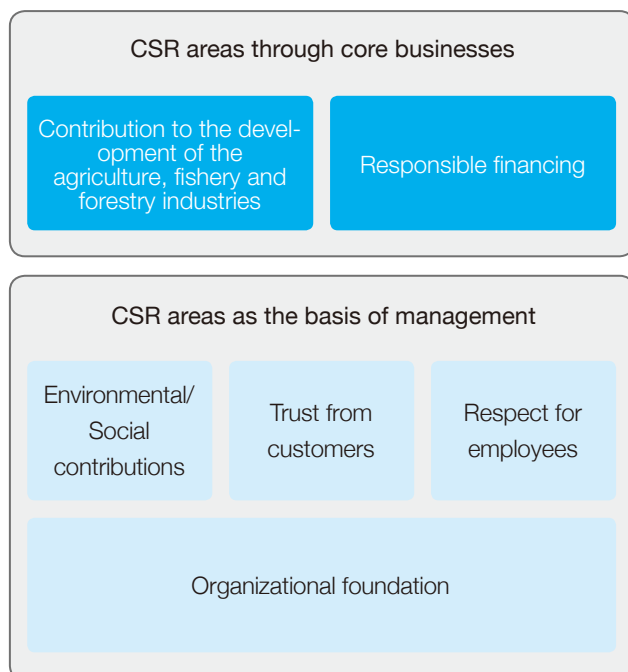 CSR areas through core businesses
Contribution to the devel-
opment of the
agriculture, fishery and
forestry industries
Responsible financing
CSR areas as the basis of management
Environmental/
Social
contributions
Trust from
customers
Respect for
employees
Organizational foundation